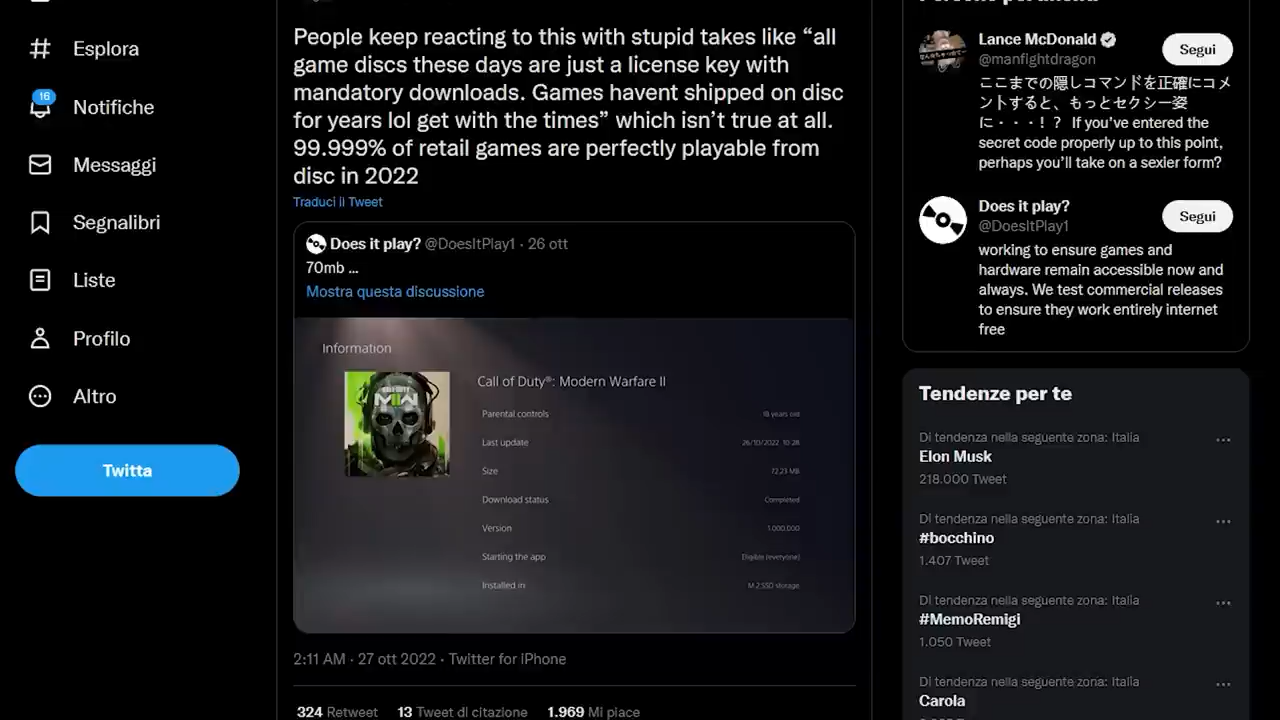 Esplora
16
Notifiche
Messaggi
Segnalibri
Liste
Profilo
Altro
Twitta
People keep reacting to this with stupid takes like “all
game discs these days are just a license key with
mandatory downloads. Games havent shipped on disc
for years lol get with the times” which isn’t true at all.
99.999% of retail games are perfectly playable from
disc in 2022
Traduci il Tweet
Does it play? @DoesItPlay1 · 26 ott
70mb ...
Mostra questa discussione
Information
Call of Duty®: Modern Warfare II
Parental controls
18 years old
Last update
26/10/2022 10:28
Size
72,23 MB
Download status
Completed
Version
1.000.000
Starting the app
Eligible (everyone)
Installed in
M.2 SSD storage
2:11 AM · 27 ott 2022 · Twitter for iPhone
324 Retweet 13 Tweet di citazione 1.969 Mi piace
Lance McDonald
@manfightdragon
Segui
ここまでの隠しコマンドを正確にコメ
ントすると、もっとセクシー姿
に・・・！？ If you’ve entered the
secret code properly up to this point,
perhaps you’ll take on a sexier form?
Does it play?
@DoesItPlay1
Segui
working to ensure games and
hardware remain accessible now and
always. We test commercial releases
to ensure they work entirely internet
free
Tendenze per te
Di tendenza nella seguente zona: Italia
Elon Musk
218.000 Tweet
Di tendenza nella seguente zona: Italia
#bocchino
1.407 Tweet
Di tendenza nella seguente zona: Italia
#MemoRemigi
1.050 Tweet
Di tendenza nella seguente zona: Italia
Carola